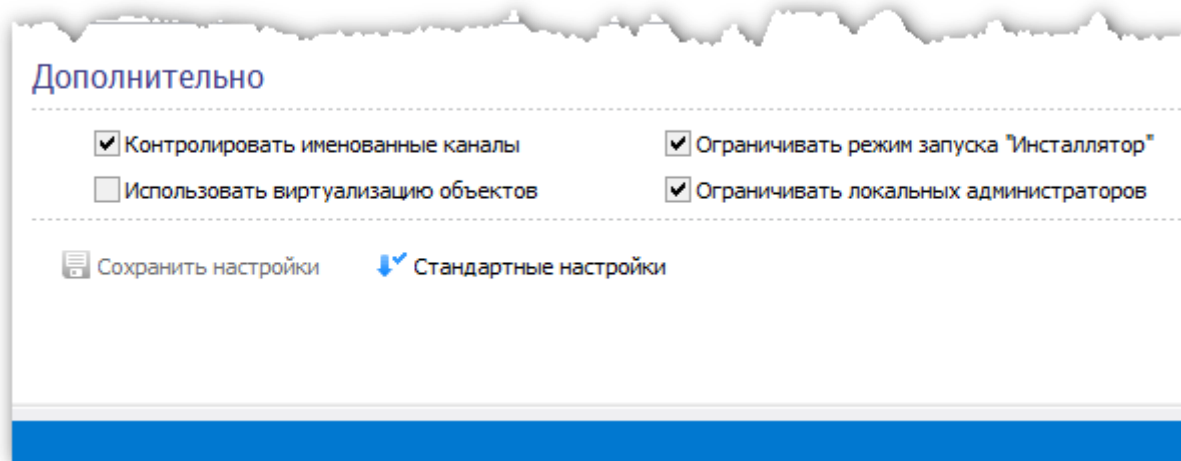 Дополнительно
Контролировать именованные каналы
Ограничивать режим запуска "Инсталлятор"
Использовать виртуализацию объектов
Ограничивать локальных администраторов
Сохранить настройки
Стандартные настройки